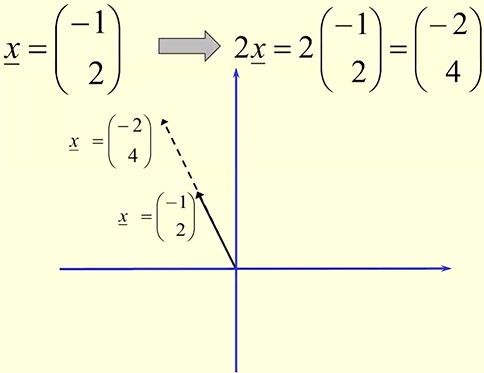 x = (−1 2) 2x = 2 (−1 2) = (−2 4)
x = (−2 4)
x = (−1 2)